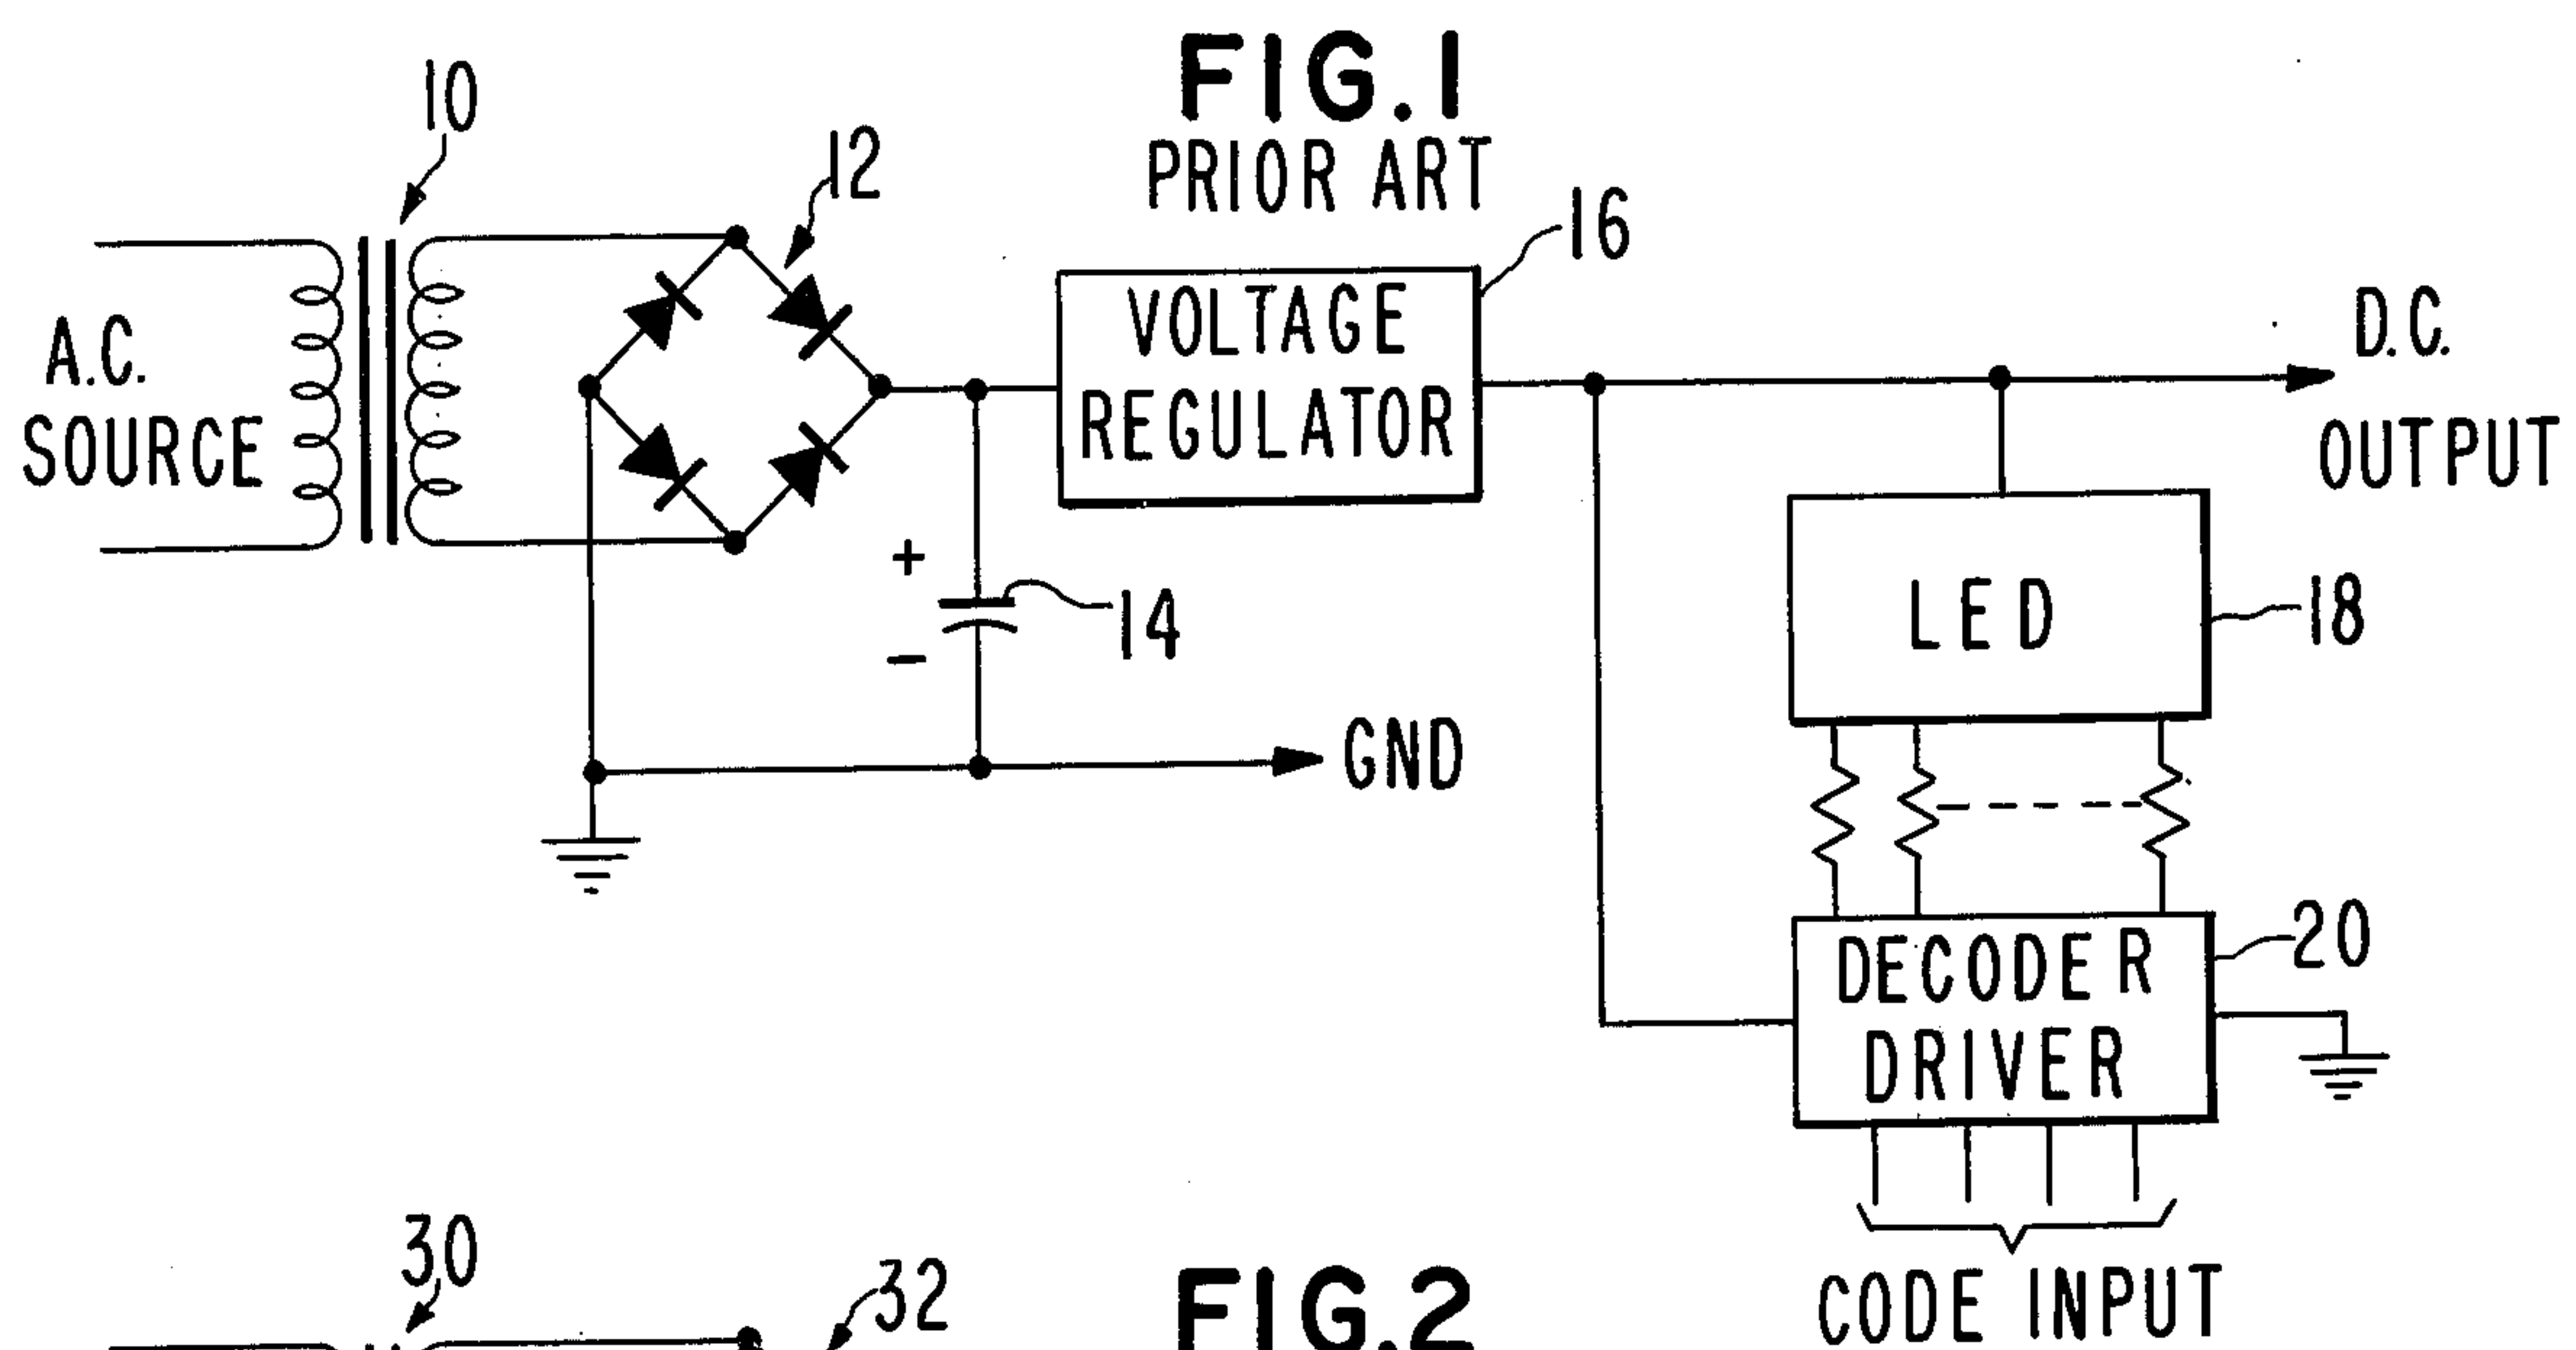 FIG.1
PRIOR ART
10
12
16
A.C.
SOURCE
VOLTAGE
REGULATOR
D.C.
OUTPUT
+
14
−
LED
18
GND
20
DECODER
DRIVER
CODE INPUT
30
32
FIG.2